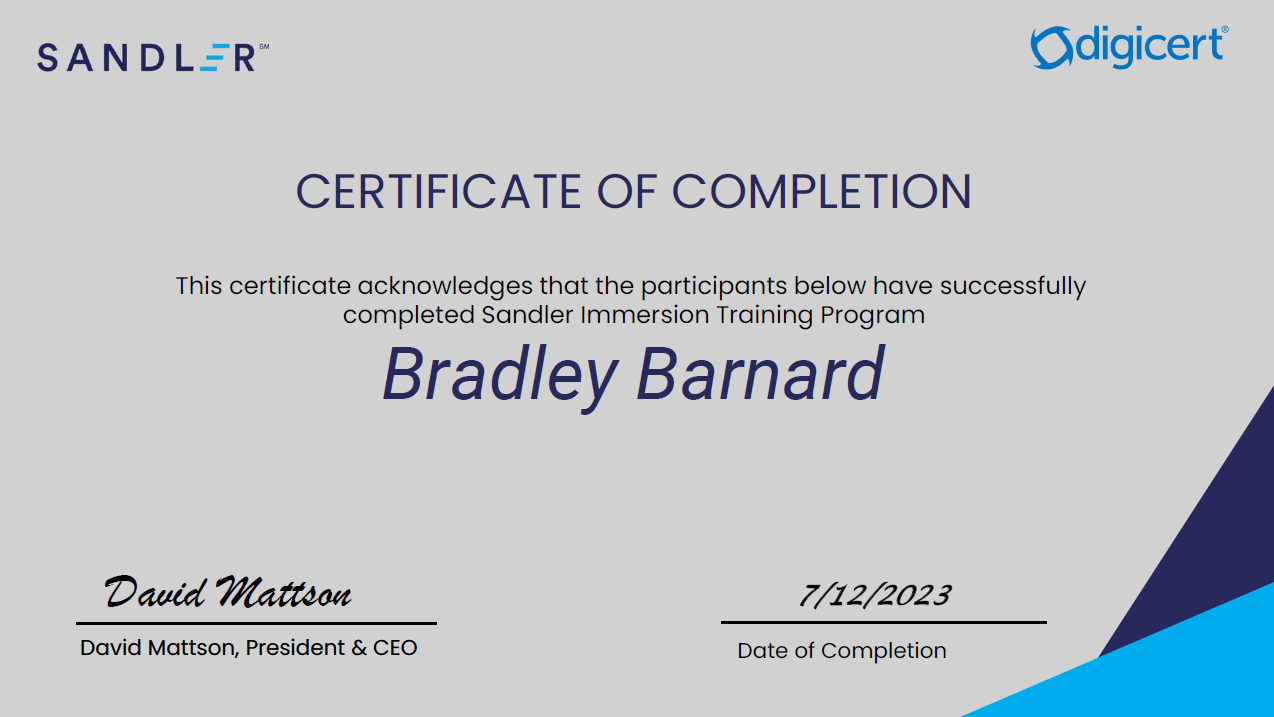 SANDLER℠
digicert®
CERTIFICATE OF COMPLETION
This certificate acknowledges that the participants below have successfully
completed Sandler Immersion Training Program
Bradley Barnard
David Mattson
7/12/2023
David Mattson, President & CEO
Date of Completion